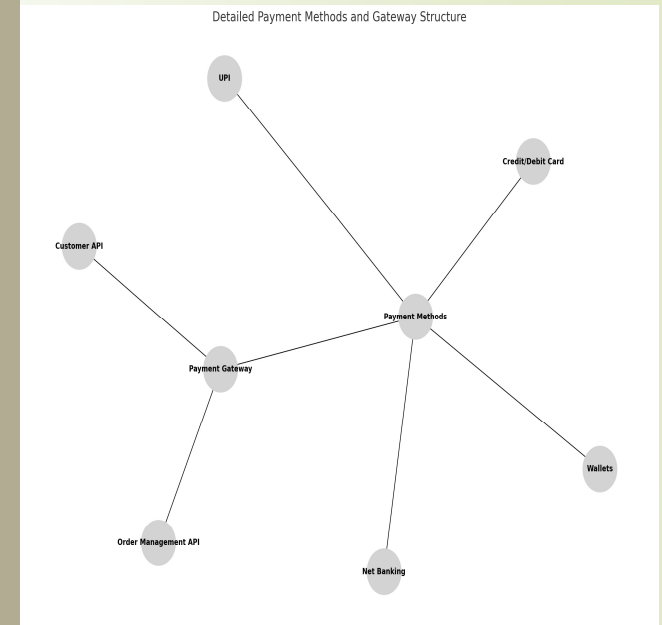 Detailed Payment Methods and Gateway Structure
UPI
Credit/Debit Card
Customer API
Payment Methods
Payment Gateway
Wallets
Order Management API
Net Banking